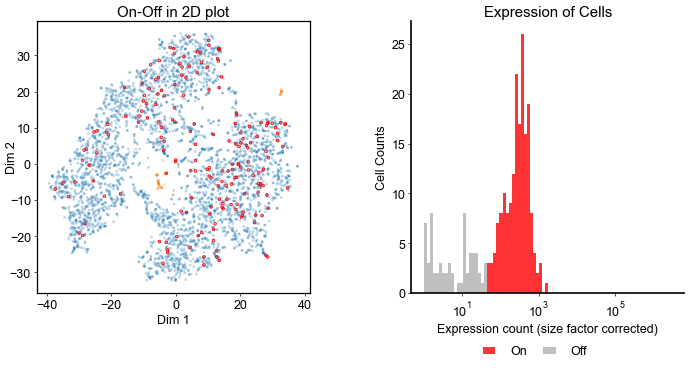 On-Off in 2D plot
Dim 2
30
20
10
0
−10
−20
−30
−40
−20
0
20
40
Dim 1
Expression of Cells
Cell Counts
25
20
15
10
5
0
10^1
10^3
10^5
Expression count (size factor corrected)
On
Off